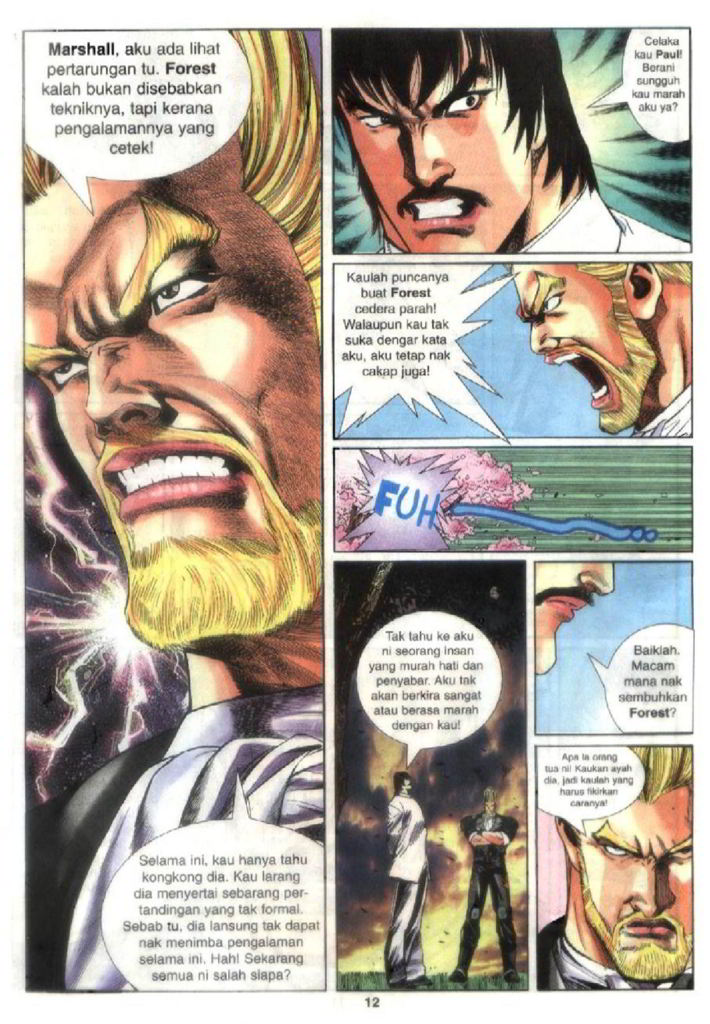 Marshall, aku ada lihat
pertarungan tu. Forest
kalah bukan disebabkan
tekniknya, tapi kerana
pengalamannya yang
cetek!
Selama ini, kau hanya tahu
kongkong dia. Kau larang
dia menyertai sebarang per-
tandingan yang tak formal.
Sebab tu, dia lansung tak dapat
nak menimba pengalaman
selama ini. Hah! Sekarang
semua ni salah siapa?
Celaka
kau Paul!
Berani
sungguh
kau marah
aku ya?
Kaulah puncanya
buat Forest
cedera parah!
Walaupun kau tak
suka dengar kata
aku, aku tetap nak
cakap juga!
FUH
Tak tahu ke aku
ni seorang insan
yang murah hati dan
penyabar. Aku tak
akan berkira sangat
atau berasa marah
dengan kau!
Baiklah.
Macam
mana nak
sembuhkan
Forest?
Apa la orang
tua ni! Kaukan ayah
dia, jadi kaulah yang
harus fikirkan
caranya!
12